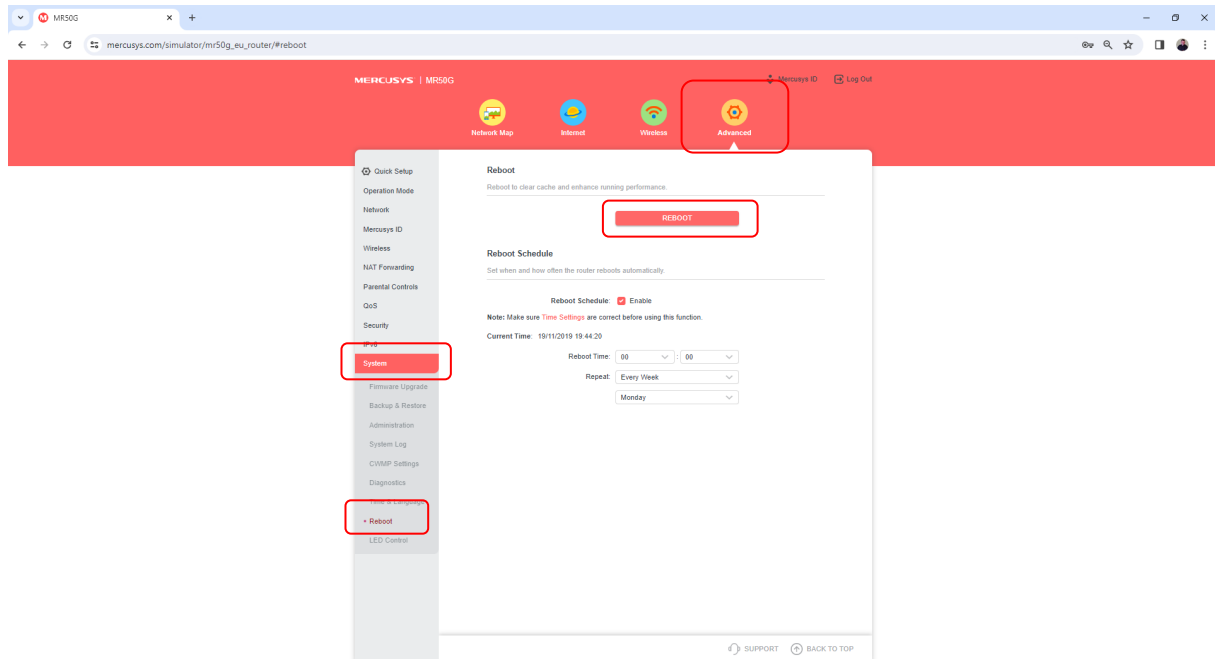 MR50G
mercusys.com/simulator/mr50g_eu_router/#reboot
MERCUSYS | MR50G
Mercusys ID
Log Out
Network Map
Internet
Wireless
Advanced
Quick Setup
Operation Mode
Network
Mercusys ID
Wireless
NAT Forwarding
Parental Controls
QoS
Security
IPv6
System
Firmware Upgrade
Backup & Restore
Administration
System Log
CWMP Settings
Diagnostics
Time & Language
Reboot
LED Control
Reboot
Reboot to clear cache and enhance running performance.
REBOOT
Reboot Schedule
Set when and how often the router reboots automatically.
Reboot Schedule: Enable
Note: Make sure Time Settings are correct before using this function.
Current Time: 19/11/2019 19:44:20
Reboot Time: 00 : 00
Repeat: Every Week
Monday
SUPPORT
BACK TO TOP